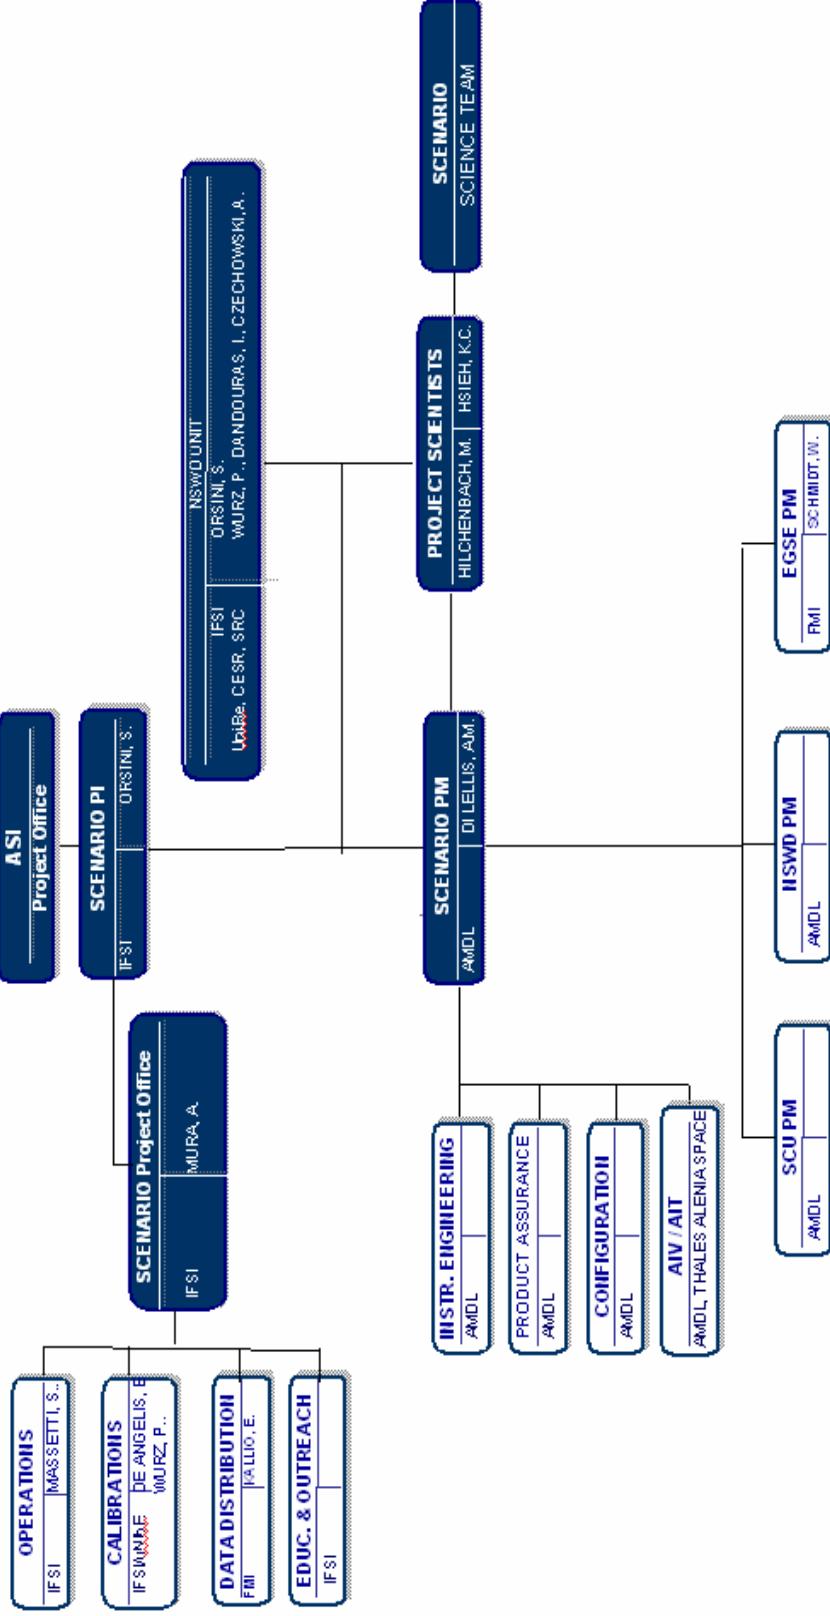 ASI
Project Office
SCENARIO PI
IFSI ORSINI, S.
SCENARIO Project Office
IFSI MURA, A.
NSWD UNIT
IFSI ORSINI, S.
UniBe, CESR, SRC WURZ, P., DANDOURAS, I., CZECHOWSKI, A.
OPERATIONS
IFSI MASSETTI, S..
CALIBRATIONS
DE ANGELIS, E
WURZ, P..
DATA DISTRIBUTION
FMI KALLIO, E.
EDUC. & OUTREACH
IFSI
SCENARIO PM
AMDL DI LELLIS, A.M.
PROJECT SCIENTISTS
HILCHENBACH, M. HSIEH, K.C.
SCENARIO
SCIENCE TEAM
INSTR. ENGINEERING
AMDL
PRODUCT ASSURANCE
AMDL
CONFIGURATION
AMDL
AIV / AIT
AMDL, THALES ALENIA SPACE
SCU PM
AMDL
NSWD PM
AMDL
EGSE PM
FMI SCHMIDT, W.